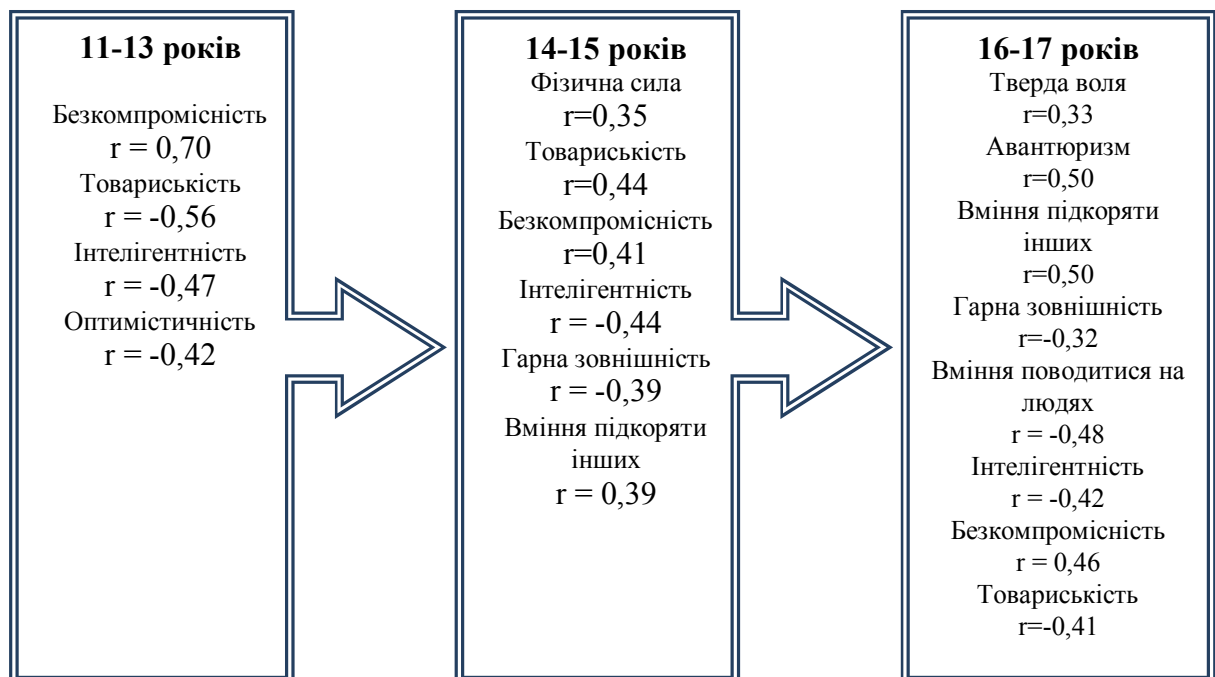 11-13 років
Безкомпромісність
r = 0,70
Товариськість
r = -0,56
Інтелігентність
r = -0,47
Оптимістичність
r = -0,42
14-15 років
Фізична сила
r=0,35
Товариськість
r=0,44
Безкомпромісність
r=0,41
Інтелігентність
r = -0,44
Гарна зовнішність
r = -0,39
Вміння підкоряти
інших
r = 0,39
16-17 років
Тверда воля
r=0,33
Авантюризм
r=0,50
Вміння підкоряти
інших
r=0,50
Гарна зовнішність
r=-0,32
Вміння поводитися на
людях
r = -0,48
Інтелігентність
r = -0,42
Безкомпромісність
r = 0,46
Товариськість
r=-0,41